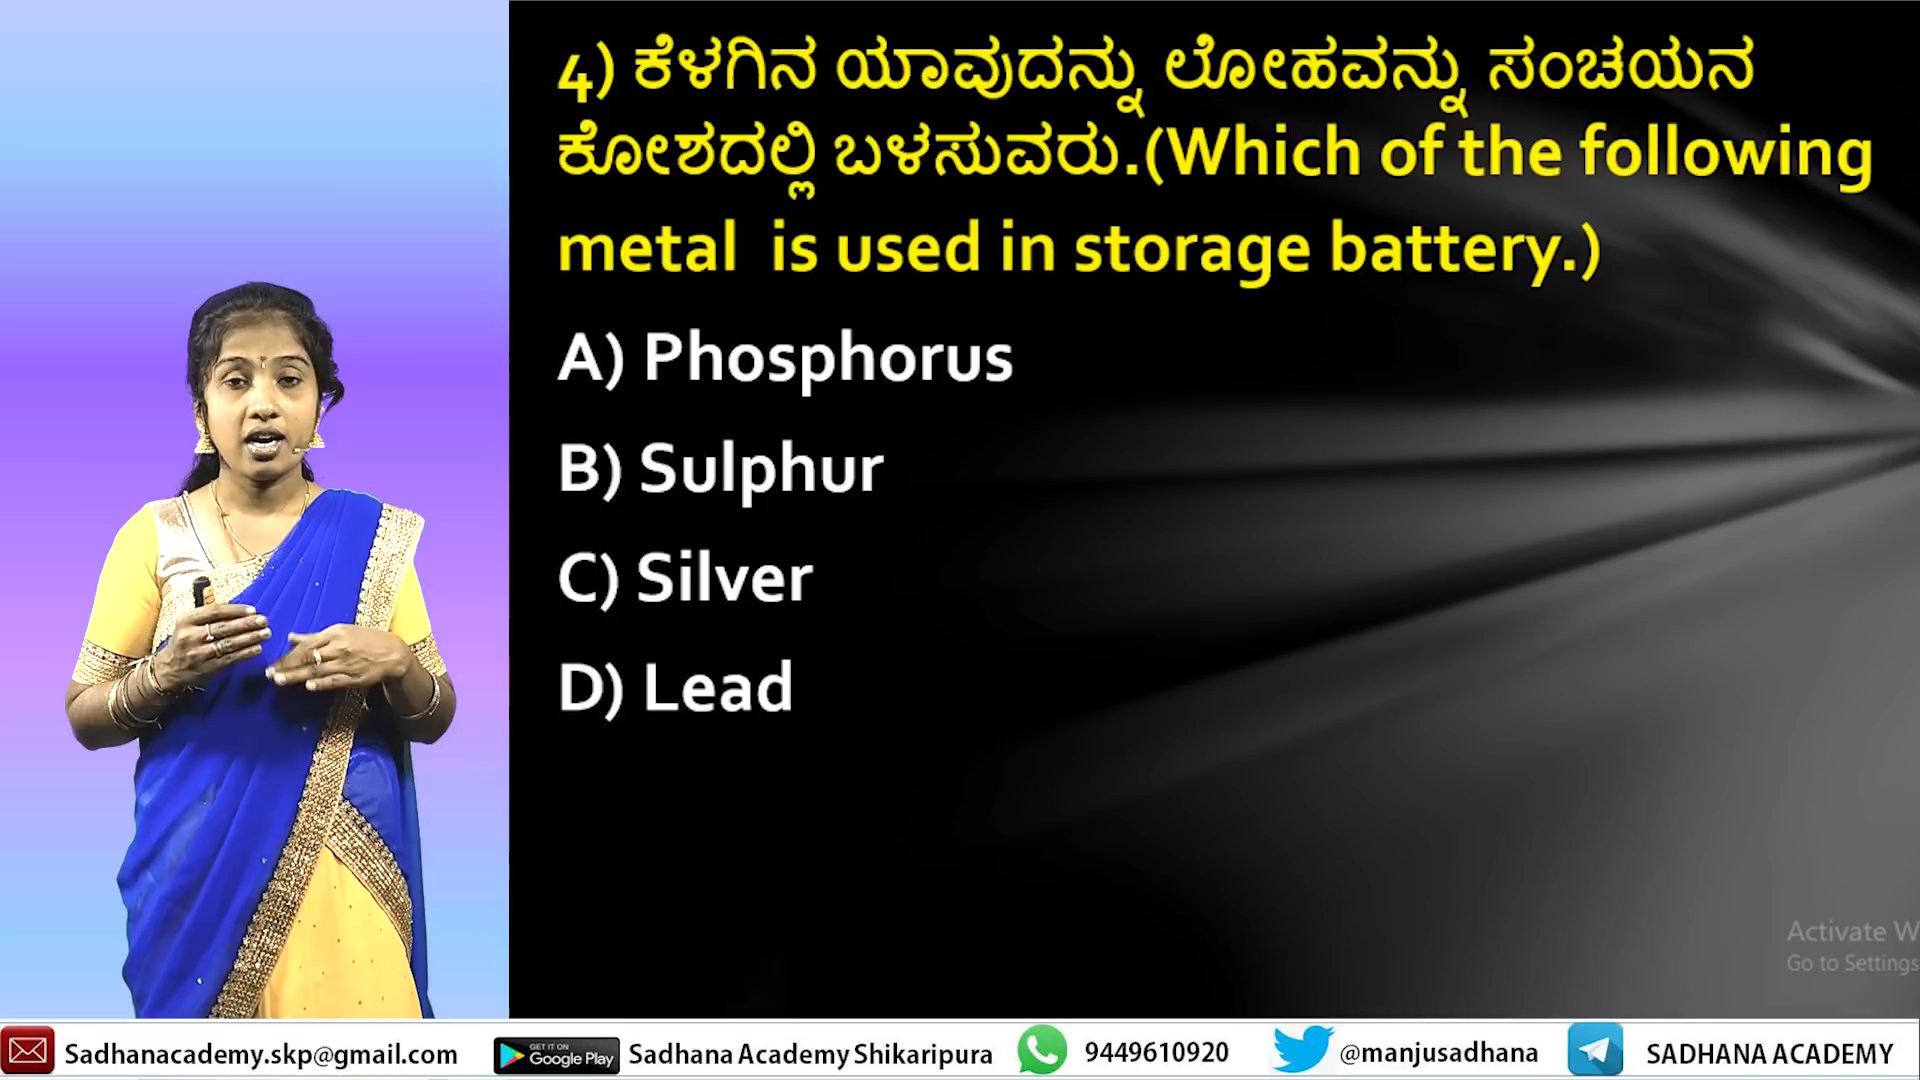 4) ಕೆಳಗಿನ ಯಾವುದನ್ನು ಲೋಹವನ್ನು ಸಂಚಯನ
ಕೋಶದಲ್ಲಿ ಬಳಸುವರು.(Which of the following
metal is used in storage battery.)
A) Phosphorus
B) Sulphur
C) Silver
D) Lead
Activate W
Go to Settings
Sadhanacademy.skp@gmail.com GET IT ON Google Play Sadhana Academy Shikaripura 9449610920 @manjusadhana SADHANA ACADEMY